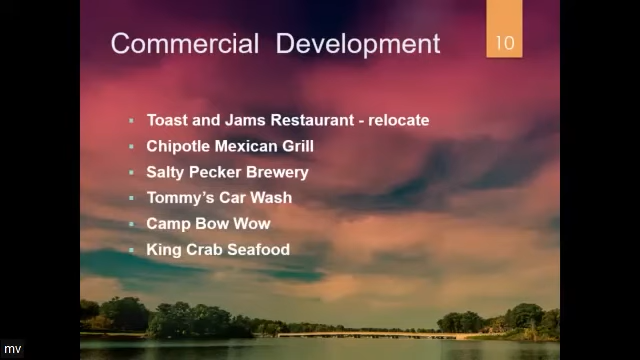 Commercial Development
10
Toast and Jams Restaurant - relocate
Chipotle Mexican Grill
Salty Pecker Brewery
Tommy's Car Wash
Camp Bow Wow
King Crab Seafood
mv